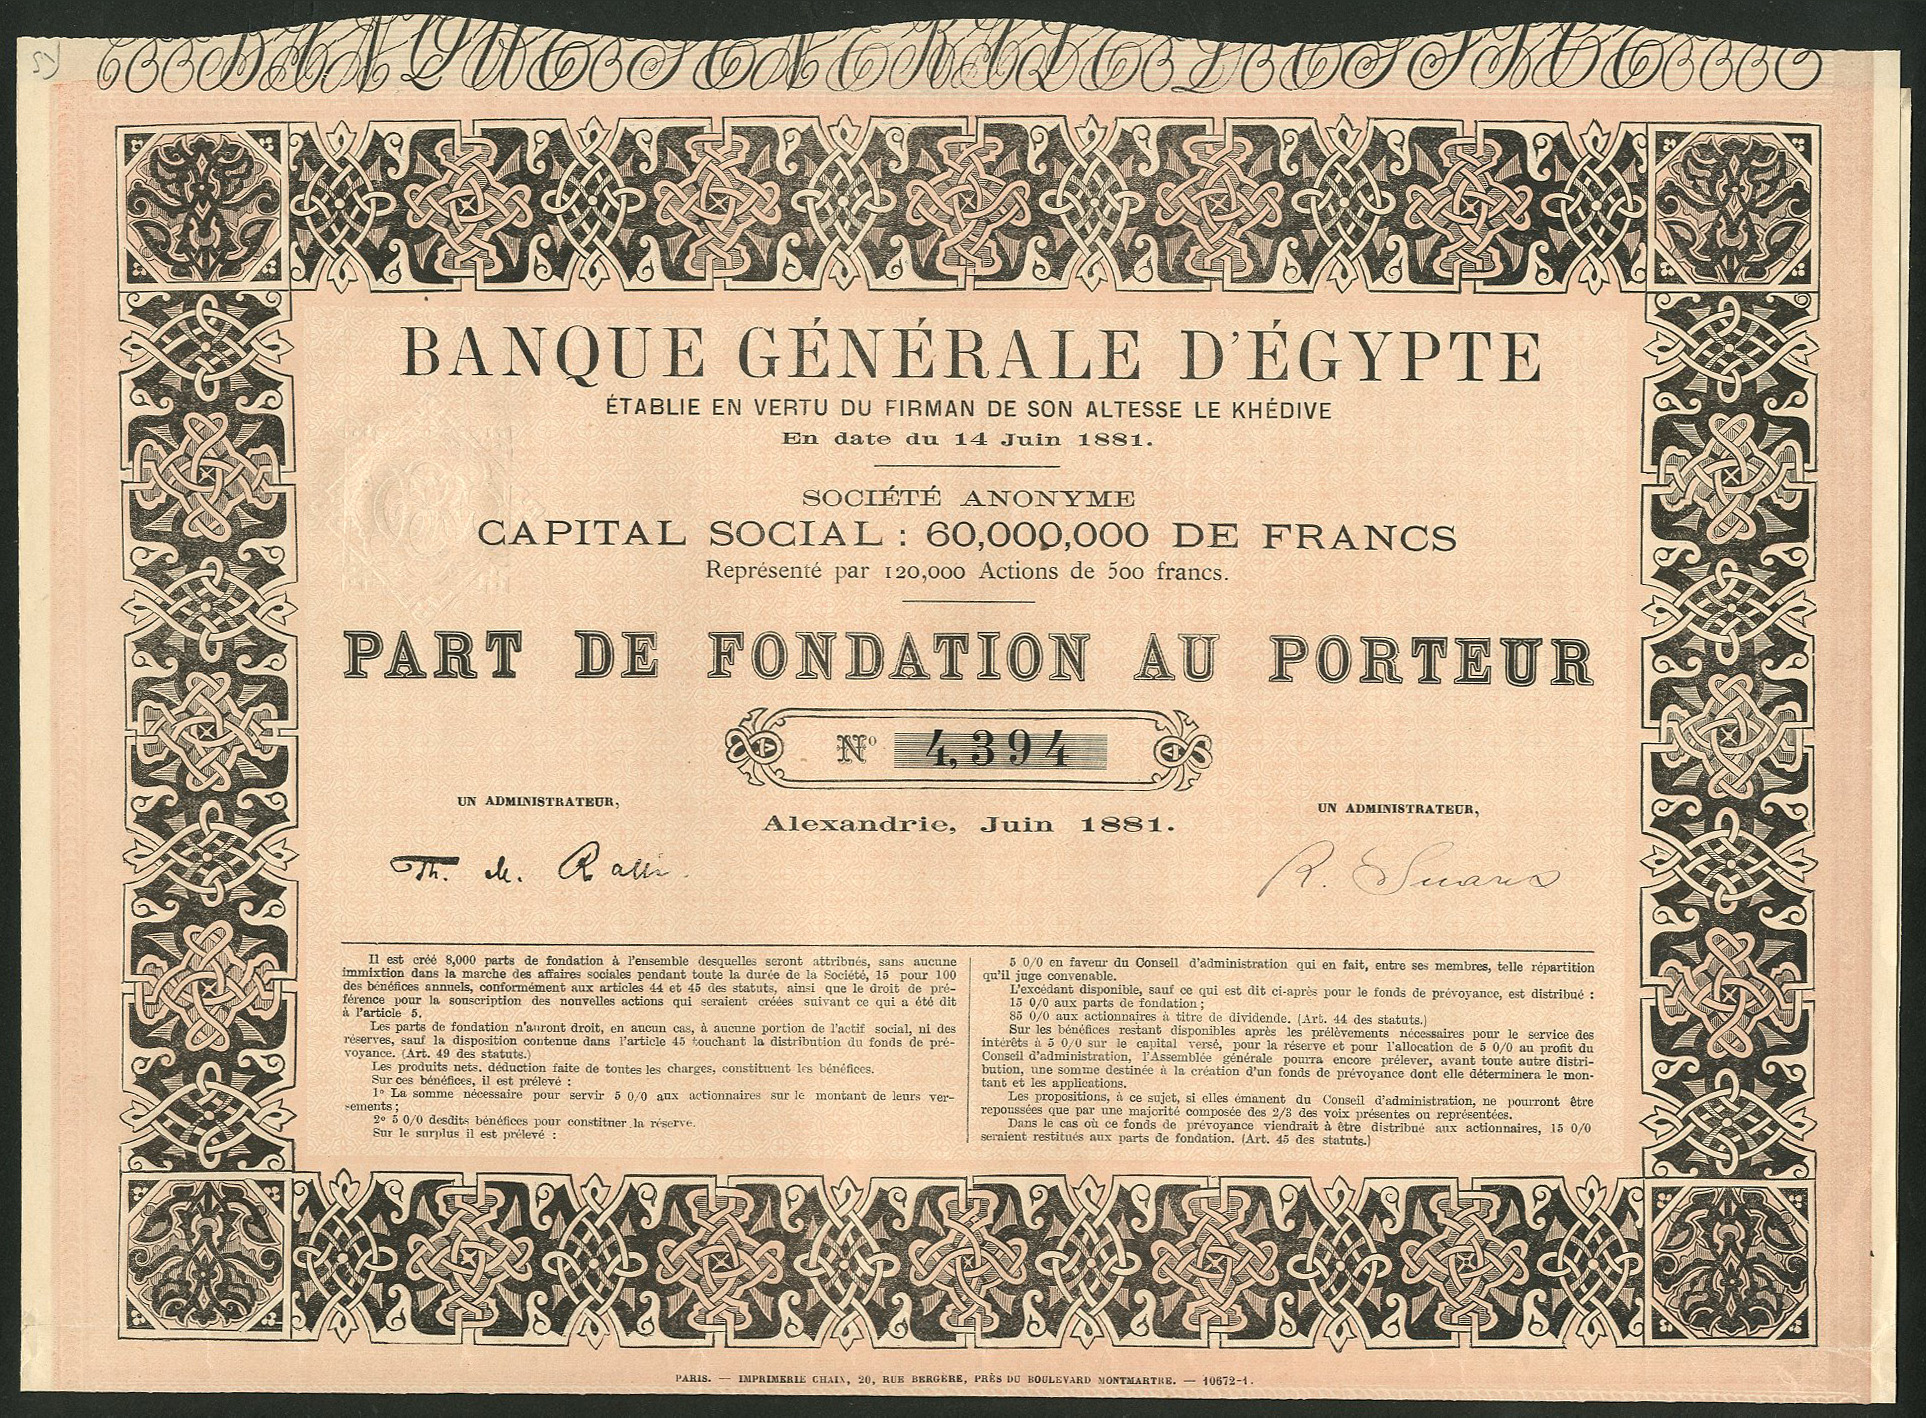 BANQUE GÉNÉRALE D'ÉGYPTE
BANQUE GÉNÉRALE D'ÉGYPTE
ÉTABLIE EN VERTU DU FIRMAN DE SON ALTESSE LE KHÉDIVE
En date du 14 Juin 1881.
SOCIÉTÉ ANONYME
CAPITAL SOCIAL : 60,000,000 DE FRANCS
Représenté par 120,000 Actions de 500 francs.
PART DE FONDATION AU PORTEUR
Nº 4,394
UN ADMINISTRATEUR,
UN ADMINISTRATEUR,
Alexandrie, Juin 1881.
Th. M. Ralli.
R. Suarès
Il est créé 8,000 parts de fondation à l'ensemble desquelles seront attribués, sans aucune
immixtion dans la marche des affaires sociales pendant toute la durée de la Société, 15 pour 100
des bénéfices annuels, conformément aux articles 44 et 45 des statuts, ainsi que le droit de pré-
férence pour la souscription des nouvelles actions qui seraient créées suivant ce qui a été dit
à l'article 5.
Les parts de fondation n'auront droit, en aucun cas, à aucune portion de l'actif social, ni des
réserves, sauf la disposition contenue dans l'article 45 touchant la distribution du fonds de pré-
voyance. (Art. 49 des statuts.)
Les produits nets, déduction faite de toutes les charges, constituent les bénéfices.
Sur ces bénéfices, il est prélevé :
1º La somme nécessaire pour servir 5 0/0 aux actionnaires sur le montant de leurs ver-
sements ;
2º 5 0/0 desdits bénéfices pour constituer la réserve.
Sur le surplus il est prélevé :
5 0/0 en faveur du Conseil d'administration qui en fait, entre ses membres, telle répartition
qu'il juge convenable.
L'excédant disponible, sauf ce qui est dit ci-après pour le fonds de prévoyance, est distribué :
15 0/0 aux parts de fondation ;
85 0/0 aux actionnaires à titre de dividende. (Art. 44 des statuts.)
Sur les bénéfices restant disponibles après les prélèvements nécessaires pour le service des
intérêts à 5 0/0 sur le capital versé, pour la réserve et pour l'allocation de 5 0/0 au profit du
Conseil d'administration, l'Assemblée générale pourra encore prélever, avant toute autre distri-
bution, une somme destinée à la création d'un fonds de prévoyance dont elle déterminera le mon-
tant et les applications.
Les propositions, à ce sujet, si elles émanent du Conseil d'administration, ne pourront être
repoussées que par une majorité composée des 2/3 des voix présentes ou représentées.
Dans le cas où ce fonds de prévoyance viendrait à être distribué aux actionnaires, 15 0/0
seraient restitués aux parts de fondation. (Art. 45 des statuts.)
PARIS. — IMPRIMERIE CHAIX, 20, RUE BERGÈRE, PRÈS DU BOULEVARD MONTMARTRE. — 10672-1.